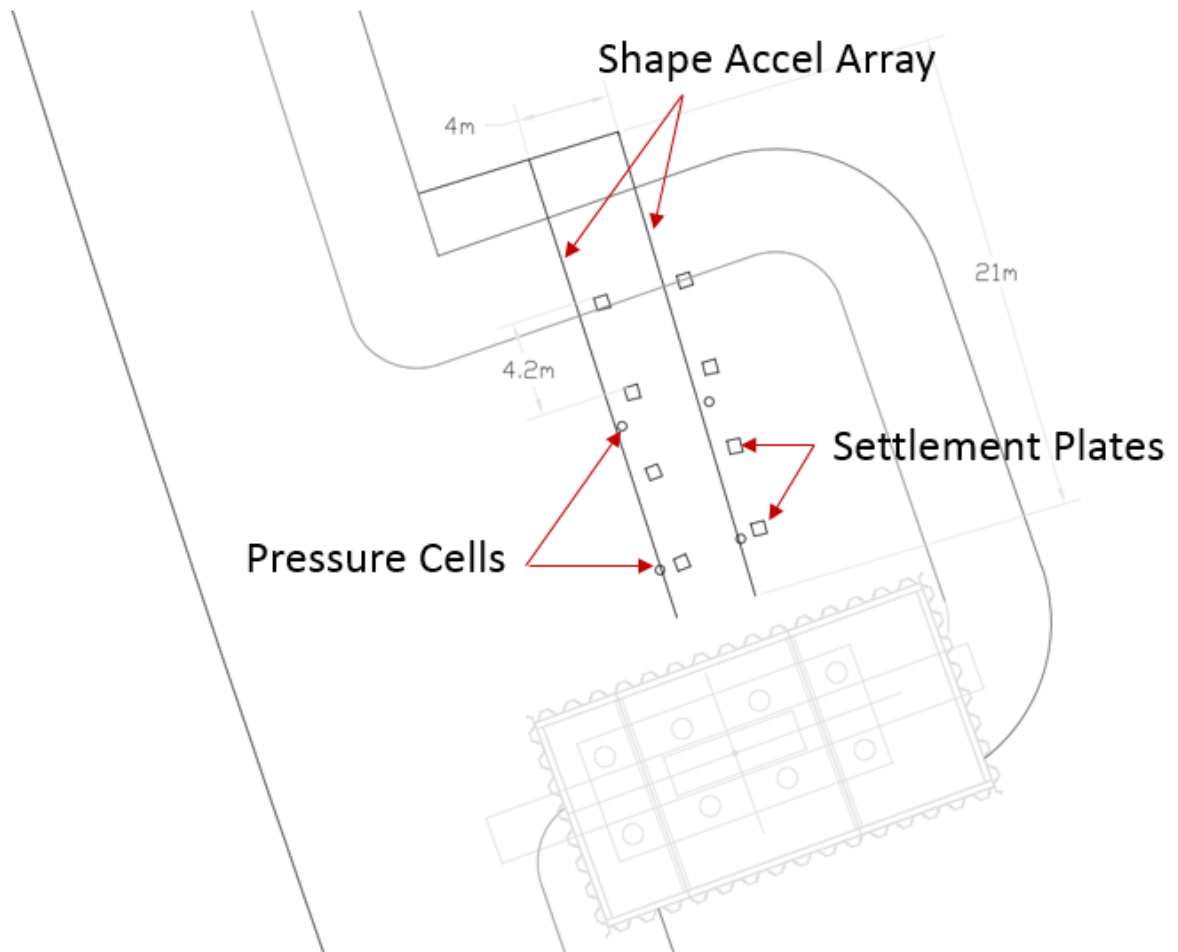 Shape Accel Array
4m
21m
4.2m
Settlement Plates
Pressure Cells